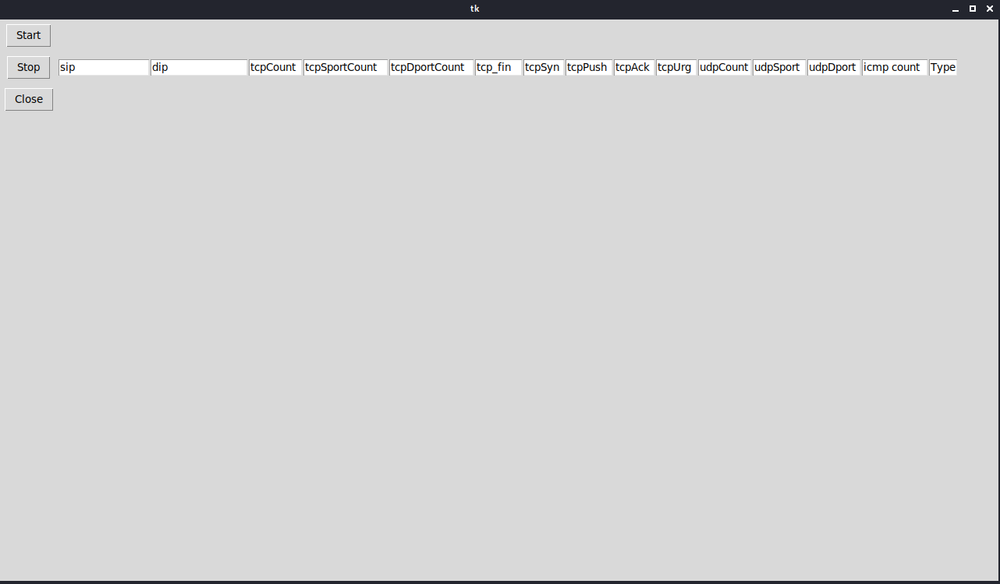 tk
Start
Stop sip dip tcpCount tcpSportCount tcpDportCount tcp_fin tcpSyn tcpPush tcpAck tcpUrg udpCount udpSport udpDport icmp count Type
Close